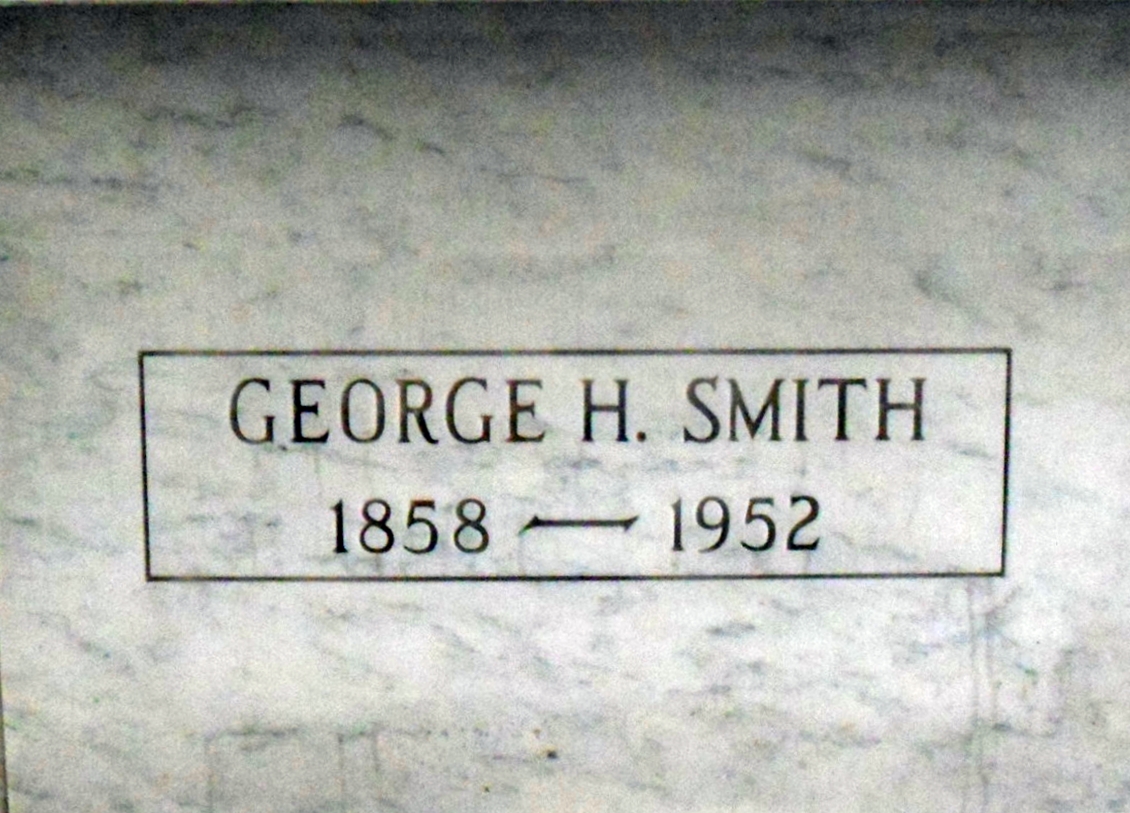 GEORGE H. SMITH
1858 — 1952